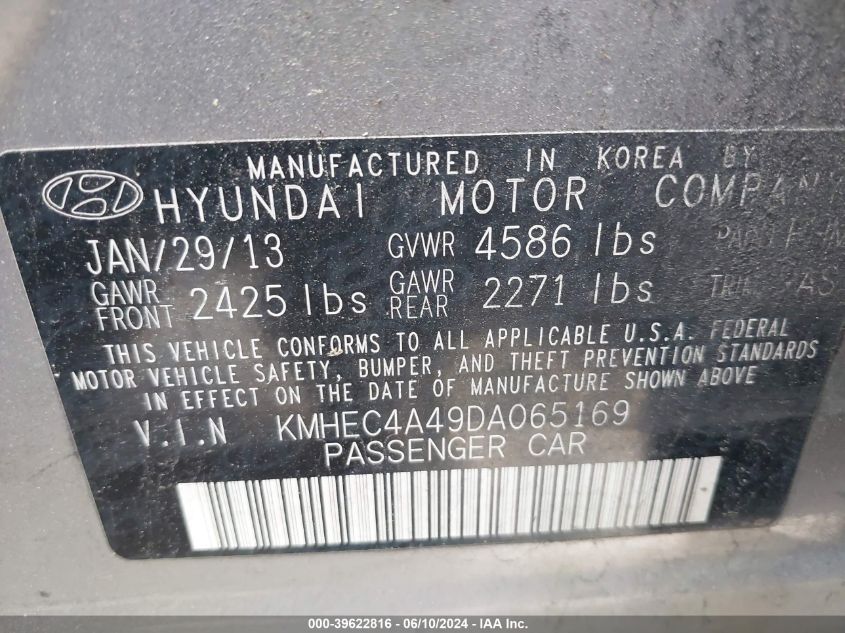 MANUFACTURED IN KOREA BY
HYUNDAI MOTOR COMPANY
JAN/29/13 GVWR 4586 lbs
GAWR FRONT 2425 lbs GAWR REAR 2271 lbs
THIS VEHICLE CONFORMS TO ALL APPLICABLE U.S.A. FEDERAL
MOTOR VEHICLE SAFETY, BUMPER, AND THEFT PREVENTION STANDARDS
IN EFFECT ON THE DATE OF MANUFACTURE SHOWN ABOVE
V.I.N KMHEC4A49DA065169
PASSENGER CAR
000-39622816 - 06/10/2024 - IAA Inc.